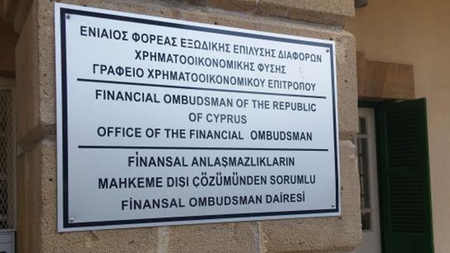 ΕΝΙΑΙΟΣ ΦΟΡΕΑΣ ΕΞΩΔΙΚΗΣ ΕΠΙΛΥΣΗΣ ΔΙΑΦΟΡΩΝ
ΧΡΗΜΑΤΟΟΙΚΟΝΟΜΙΚΗΣ ΦΥΣΗΣ
ΓΡΑΦΕΙΟ ΧΡΗΜΑΤΟΟΙΚΟΝΟΜΙΚΟΥ ΕΠΙΤΡΟΠΟΥ
FINANCIAL OMBUDSMAN OF THE REPUBLIC
OF CYPRUS
OFFICE OF THE FINANCIAL OMBUDSMAN
FİNANSAL ANLAŞMAZLIKLARIN
MAHKEME DIŞI ÇÖZÜMÜNDEN SORUMLU
FİNANSAL OMBUDSMAN DAİRESİ